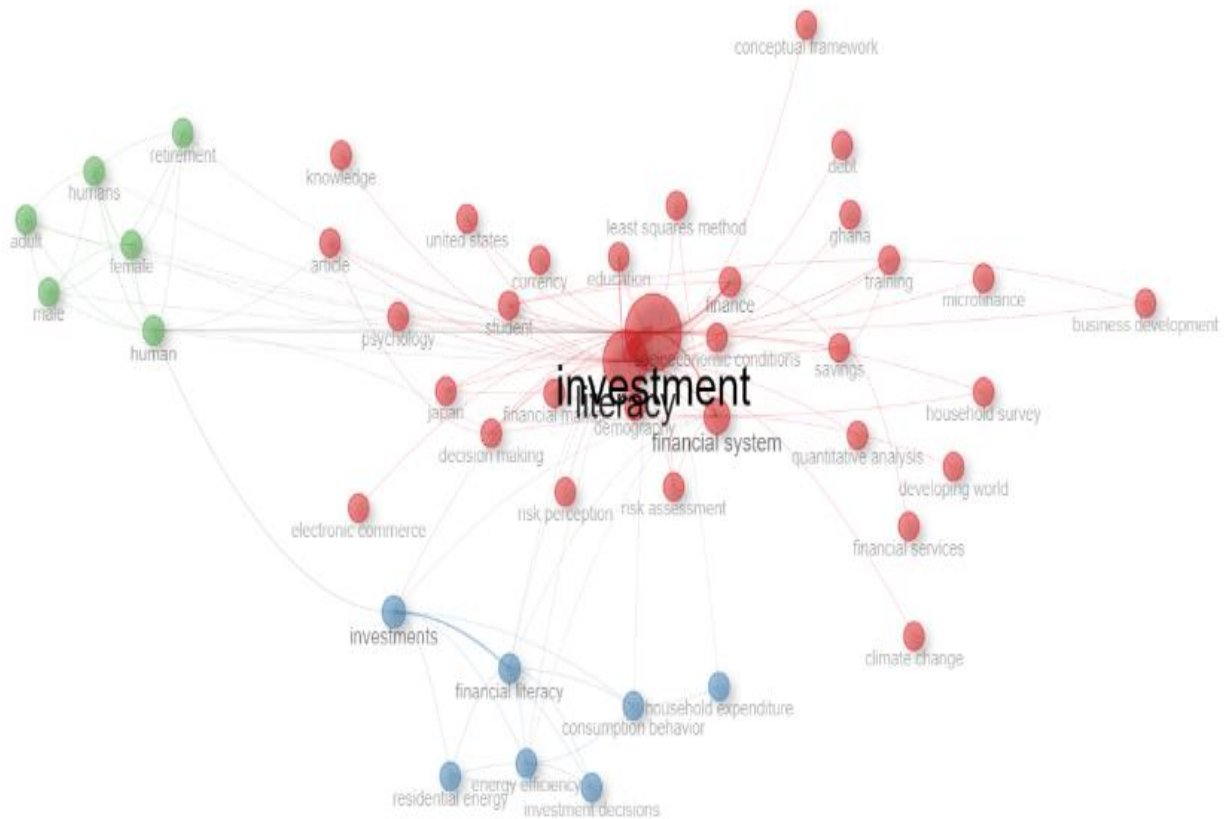 conceptual framework
retirement
debt
knowledge
humans
least squares method
ghana
adult
united states
article
female
currency
education
training
finance
microfinance
male
student
business development
psychology
human
socioeconomic conditions
savings
investment
literacy
japan
financial
household survey
demography
financial system
decision making
quantitative analysis
developing world
risk perception
risk assessment
electronic commerce
financial services
investments
climate change
financial literacy
household expenditure
consumption behavior
energy efficiency
residential energy
investment decisions